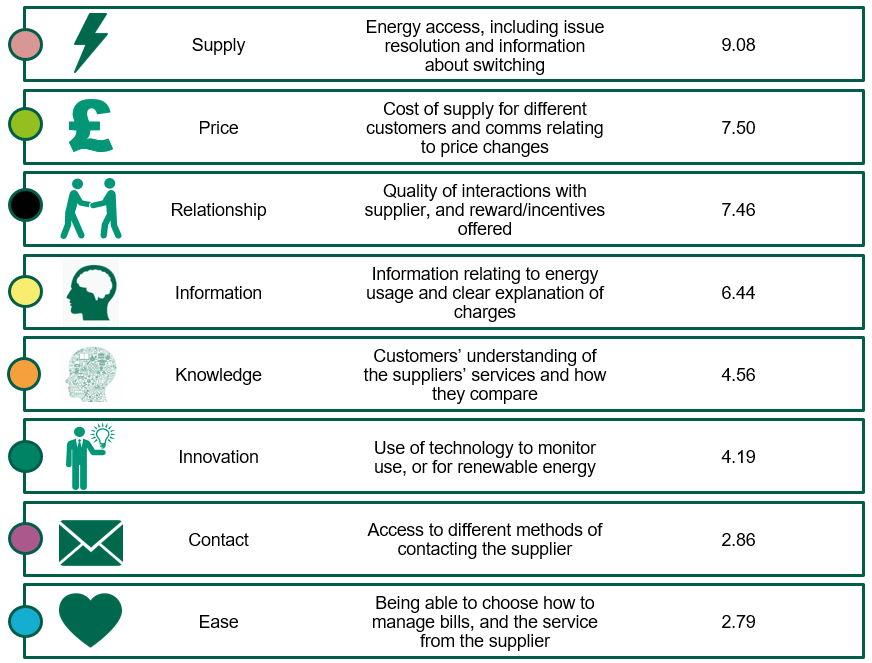 Supply
Energy access, including issue
resolution and information
about switching
9.08
£
Price
Cost of supply for different
customers and comms relating
to price changes
7.50
Relationship
Quality of interactions with
supplier, and reward/incentives
offered
7.46
Information
Information relating to energy
usage and clear explanation of
charges
6.44
Knowledge
Customers’ understanding of
the suppliers’ services and how
they compare
4.56
Innovation
Use of technology to monitor
use, or for renewable energy
4.19
Contact
Access to different methods of
contacting the supplier
2.86
Ease
Being able to choose how to
manage bills, and the service
from the supplier
2.79